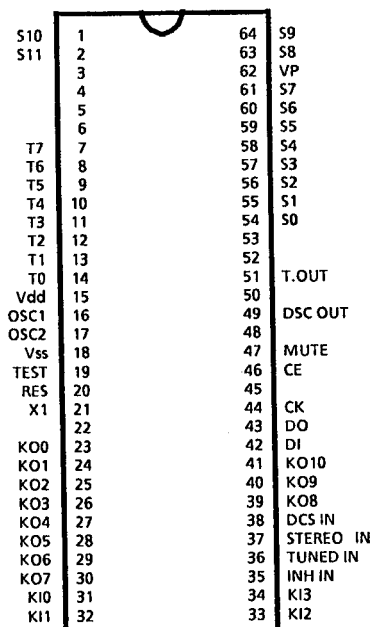 S10 1 64 S9
S11 2 63 S8
3 62 VP
4 61 S7
5 60 S6
6 59 S5
T7 7 58 S4
T6 8 57 S3
T5 9 56 S2
T4 10 55 S1
T3 11 54 S0
T2 12 53
T1 13 52
T0 14 51 T.OUT
Vdd 15 50
OSC1 16 49 DSC OUT
OSC2 17 48
Vss 18 47 MUTE
TEST 19 46 CE
RES 20 45
X1 21 44 CK
22 43 DO
KO0 23 42 DI
KO1 24 41 KO10
KO2 25 40 KO9
KO3 26 39 KO8
KO4 27 38 DCS IN
KO5 28 37 STEREO IN
KO6 29 36 TUNED IN
KO7 30 35 INH IN
KI0 31 34 KI3
KI1 32 33 KI2